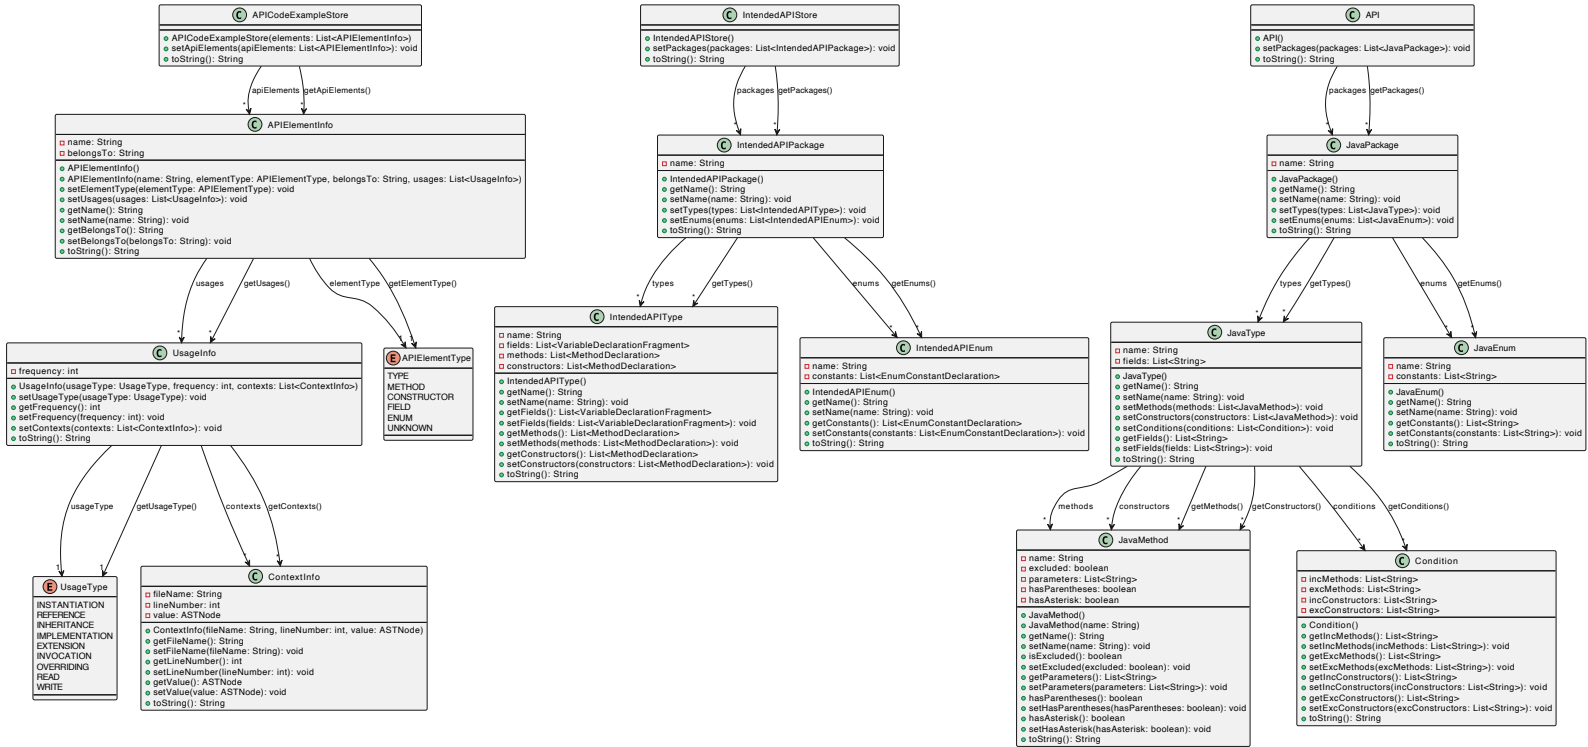 APICodeExampleStore
APICodeExampleStore(elements: List<APIElementInfo>)
setApiElements(apiElements: List<APIElementInfo>): void
toString(): String
apiElements
getApiElements()
*
*
APIElementInfo
name: String
belongsTo: String
APIElementInfo()
APIElementInfo(name: String, elementType: APIElementType, belongsTo: String, usages: List<UsageInfo>)
setElementType(elementType: APIElementType): void
setUsages(usages: List<UsageInfo>): void
getName(): String
setName(name: String): void
getBelongsTo(): String
setBelongsTo(belongsTo: String): void
toString(): String
usages
getUsages()
elementType
getElementType()
*
*
1
1
UsageInfo
frequency: int
UsageInfo(usageType: UsageType, frequency: int, contexts: List<ContextInfo>)
setUsageType(usageType: UsageType): void
getFrequency(): int
setFrequency(frequency: int): void
setContexts(contexts: List<ContextInfo>): void
toString(): String
APIElementType
TYPE
METHOD
CONSTRUCTOR
FIELD
ENUM
UNKNOWN
usageType
getUsageType()
contexts
getContexts()
1
1
*
*
UsageType
INSTANTIATION
REFERENCE
INHERITANCE
IMPLEMENTATION
EXTENSION
INVOCATION
OVERRIDING
READ
WRITE
ContextInfo
fileName: String
lineNumber: int
value: ASTNode
ContextInfo(fileName: String, lineNumber: int, value: ASTNode)
getFileName(): String
setFileName(fileName: String): void
getLineNumber(): int
setLineNumber(lineNumber: int): void
getValue(): ASTNode
setValue(value: ASTNode): void
toString(): String
IntendedAPIStore
IntendedAPIStore()
setPackages(packages: List<IntendedAPIPackage>): void
toString(): String
packages
getPackages()
*
*
IntendedAPIPackage
name: String
IntendedAPIPackage()
getName(): String
setName(name: String): void
setTypes(types: List<IntendedAPIType>): void
setEnums(enums: List<IntendedAPIEnum>): void
toString(): String
types
getTypes()
enums
getEnums()
*
*
*
*
IntendedAPIType
name: String
fields: List<VariableDeclarationFragment>
methods: List<MethodDeclaration>
constructors: List<MethodDeclaration>
IntendedAPIType()
getName(): String
setName(name: String): void
getFields(): List<VariableDeclarationFragment>
setFields(fields: List<VariableDeclarationFragment>): void
getMethods(): List<MethodDeclaration>
setMethods(methods: List<MethodDeclaration>): void
getConstructors(): List<MethodDeclaration>
setConstructors(constructors: List<MethodDeclaration>): void
toString(): String
IntendedAPIEnum
name: String
constants: List<EnumConstantDeclaration>
IntendedAPIEnum()
getName(): String
setName(name: String): void
getConstants(): List<EnumConstantDeclaration>
setConstants(constants: List<EnumConstantDeclaration>): void
toString(): String
API
API()
setPackages(packages: List<JavaPackage>): void
toString(): String
packages
getPackages()
*
*
JavaPackage
name: String
JavaPackage()
getName(): String
setName(name: String): void
setTypes(types: List<JavaType>): void
setEnums(enums: List<JavaEnum>): void
toString(): String
types
getTypes()
enums
getEnums()
*
*
*
*
JavaType
name: String
fields: List<String>
JavaType()
getName(): String
setName(name: String): void
setMethods(methods: List<JavaMethod>): void
setConstructors(constructors: List<JavaMethod>): void
setConditions(conditions: List<Condition>): void
getFields(): List<String>
setFields(fields: List<String>): void
toString(): String
JavaEnum
name: String
constants: List<String>
JavaEnum()
getName(): String
setName(name: String): void
getConstants(): List<String>
setConstants(constants: List<String>): void
toString(): String
methods
constructors
getMethods()
getConstructors()
conditions
getConditions()
*
*
*
*
*
*
JavaMethod
name: String
excluded: boolean
parameters: List<String>
hasParentheses: boolean
hasAsterisk: boolean
JavaMethod()
JavaMethod(name: String)
getName(): String
setName(name: String): void
isExcluded(): boolean
setExcluded(excluded: boolean): void
getParameters(): List<String>
setParameters(parameters: List<String>): void
hasParentheses(): boolean
setHasParentheses(hasParentheses: boolean): void
hasAsterisk(): boolean
setHasAsterisk(hasAsterisk: boolean): void
toString(): String
Condition
incMethods: List<String>
excMethods: List<String>
incConstructors: List<String>
excConstructors: List<String>
Condition()
getIncMethods(): List<String>
setIncMethods(incMethods: List<String>): void
getExcMethods(): List<String>
setExcMethods(excMethods: List<String>): void
getIncConstructors(): List<String>
setIncConstructors(incConstructors: List<String>): void
getExcConstructors(): List<String>
setExcConstructors(excConstructors: List<String>): void
toString(): String